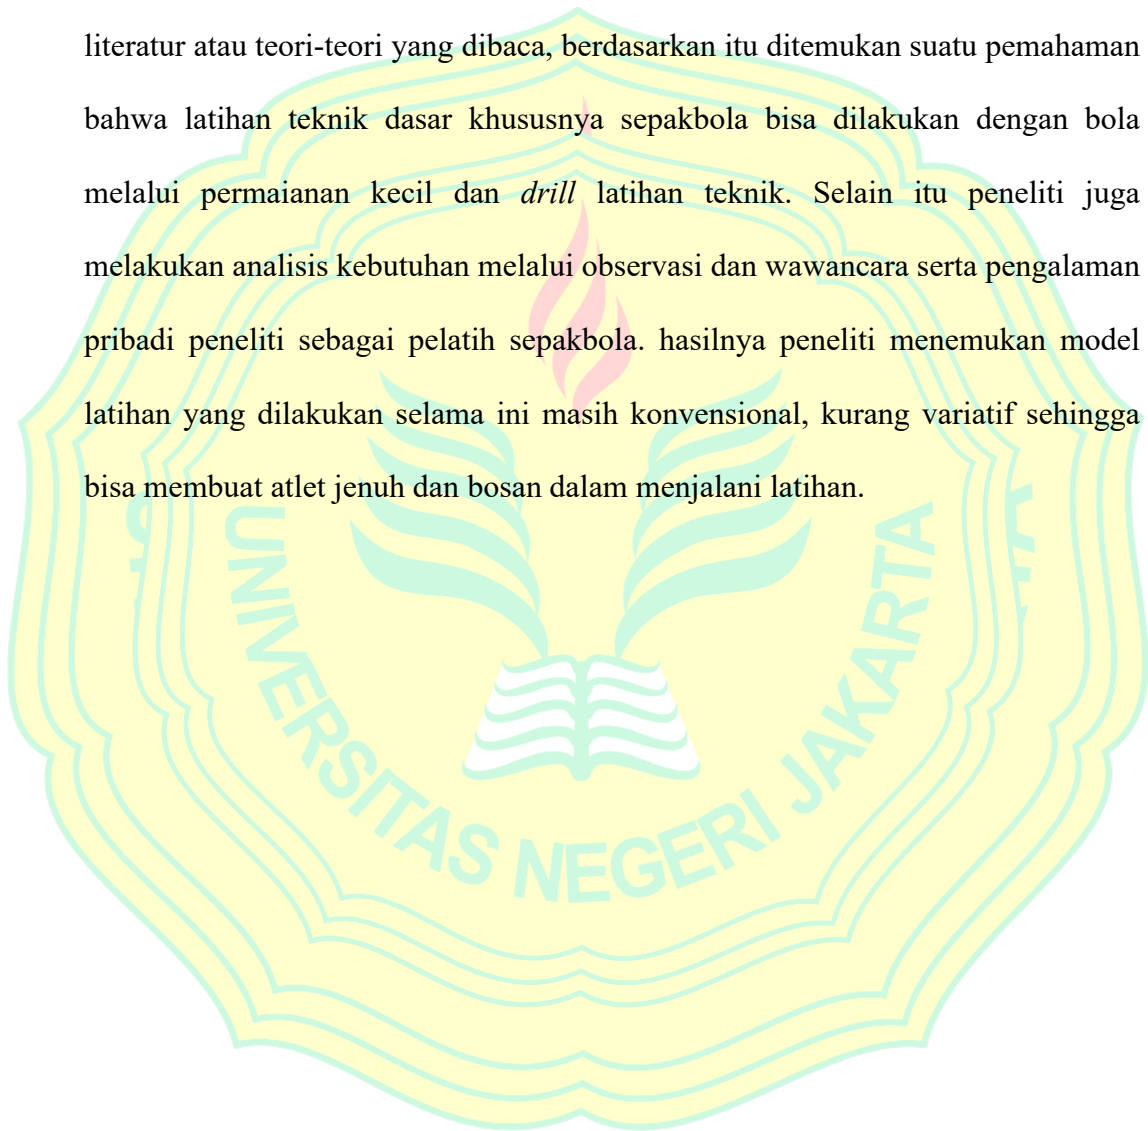 literatur atau teori-teori yang dibaca, berdasarkan itu ditemukan suatu pemahaman
bahwa latihan teknik dasar khususnya sepakbola bisa dilakukan dengan bola
melalui permaianan kecil dan drill latihan teknik. Selain itu peneliti juga
melakukan analisis kebutuhan melalui observasi dan wawancara serta pengalaman
pribadi peneliti sebagai pelatih sepakbola. hasilnya peneliti menemukan model
latihan yang dilakukan selama ini masih konvensional, kurang variatif sehingga
bisa membuat atlet jenuh dan bosan dalam menjalani latihan.
UNIVERSITAS NEGERI JAKARTA